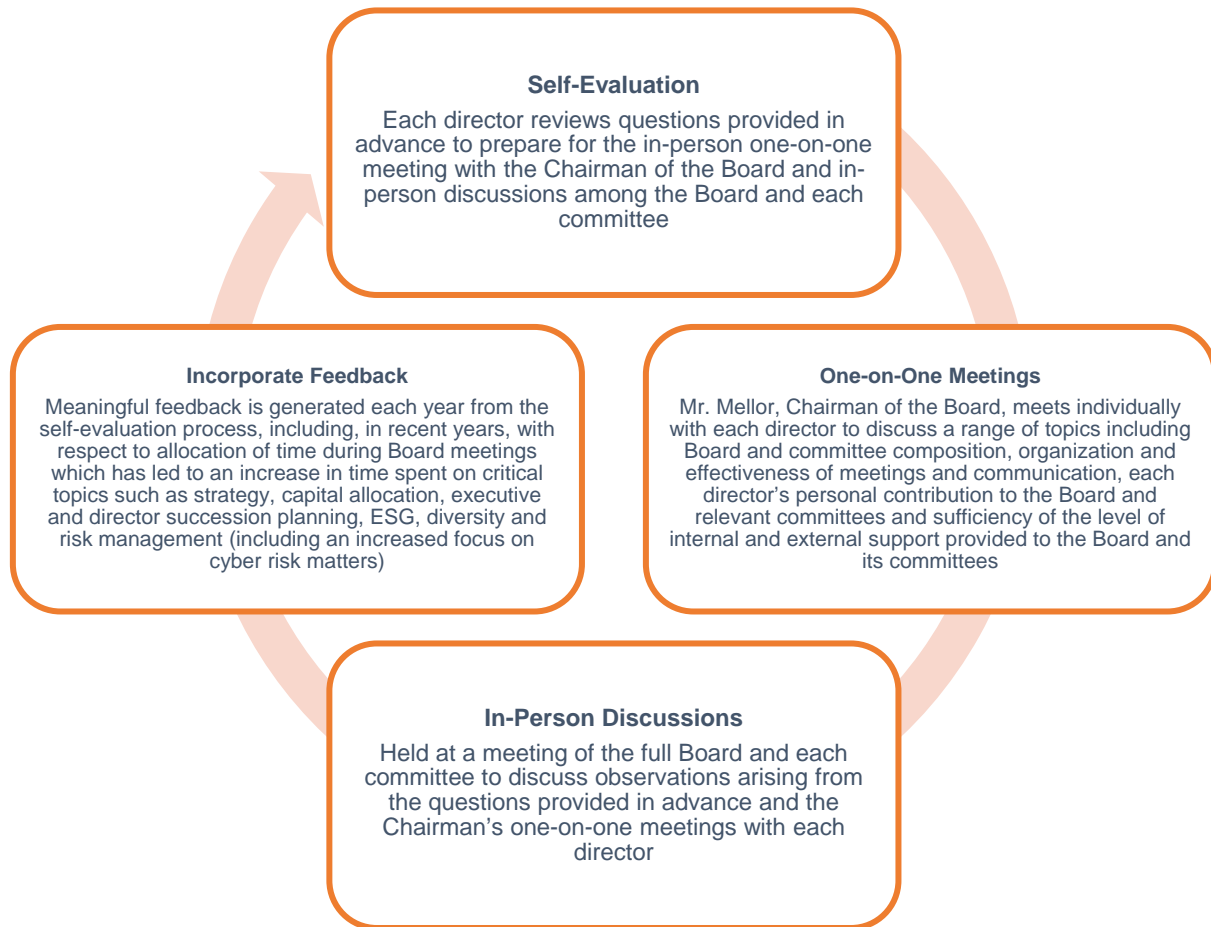 Self-Evaluation
Each director reviews questions provided in
advance to prepare for the in-person one-on-one
meeting with the Chairman of the Board and in-
person discussions among the Board and each
committee
One-on-One Meetings
Mr. Mellor, Chairman of the Board, meets individually
with each director to discuss a range of topics including
Board and committee composition, organization and
effectiveness of meetings and communication, each
director’s personal contribution to the Board and
relevant committees and sufficiency of the level of
internal and external support provided to the Board and
its committees
In-Person Discussions
Held at a meeting of the full Board and each
committee to discuss observations arising from
the questions provided in advance and the
Chairman’s one-on-one meetings with each
director
Incorporate Feedback
Meaningful feedback is generated each year from the
self-evaluation process, including, in recent years, with
respect to allocation of time during Board meetings
which has led to an increase in time spent on critical
topics such as strategy, capital allocation, executive
and director succession planning, ESG, diversity and
risk management (including an increased focus on
cyber risk matters)